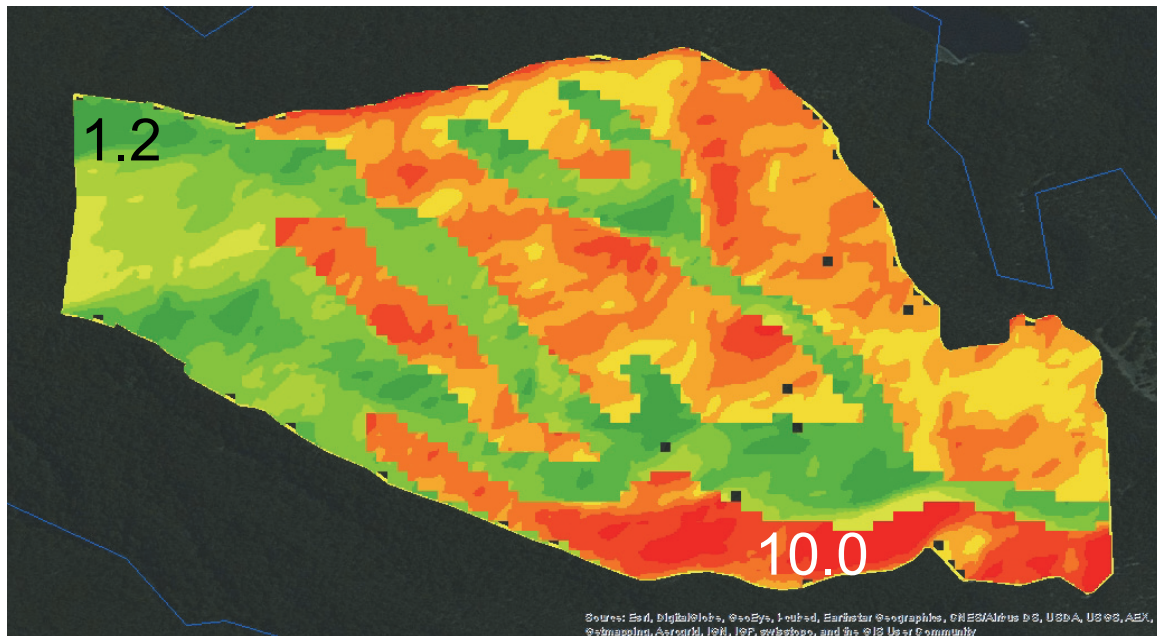 1.2
10.0
Source: Esri, DigitalGlobe, GeoEye, i-cubed, Earthstar Geographics, CNES/Airbus DS, USDA, USGS, AEX,
Getmapping, Aerogrid, IGN, IGP, swisstopo, and the GIS User Community